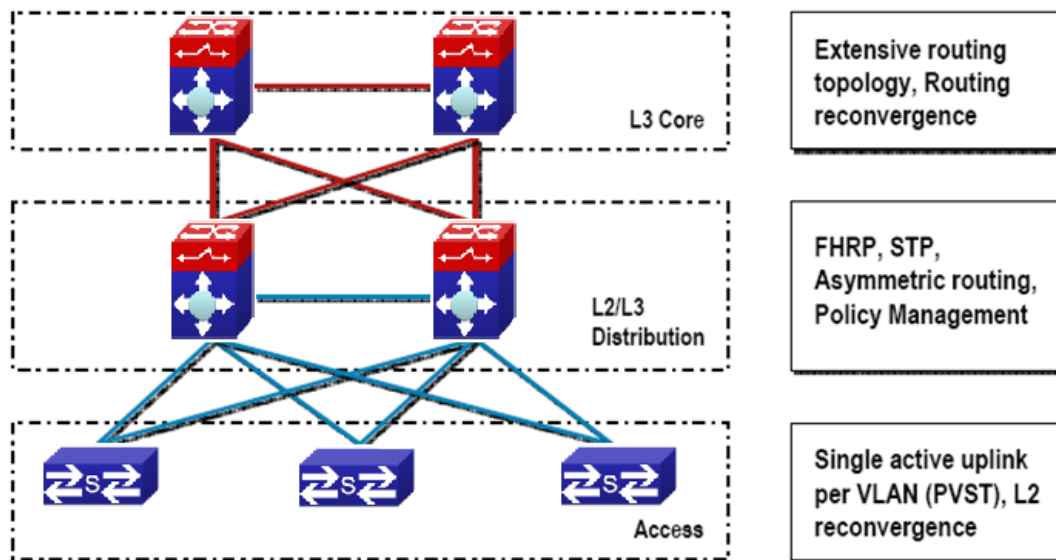 L3 Core
Extensive routing
topology, Routing
reconvergence
L2/L3
Distribution
FHRP, STP,
Asymmetric routing,
Policy Management
S
S
S
Access
Single active uplink
per VLAN (PVST), L2
reconvergence